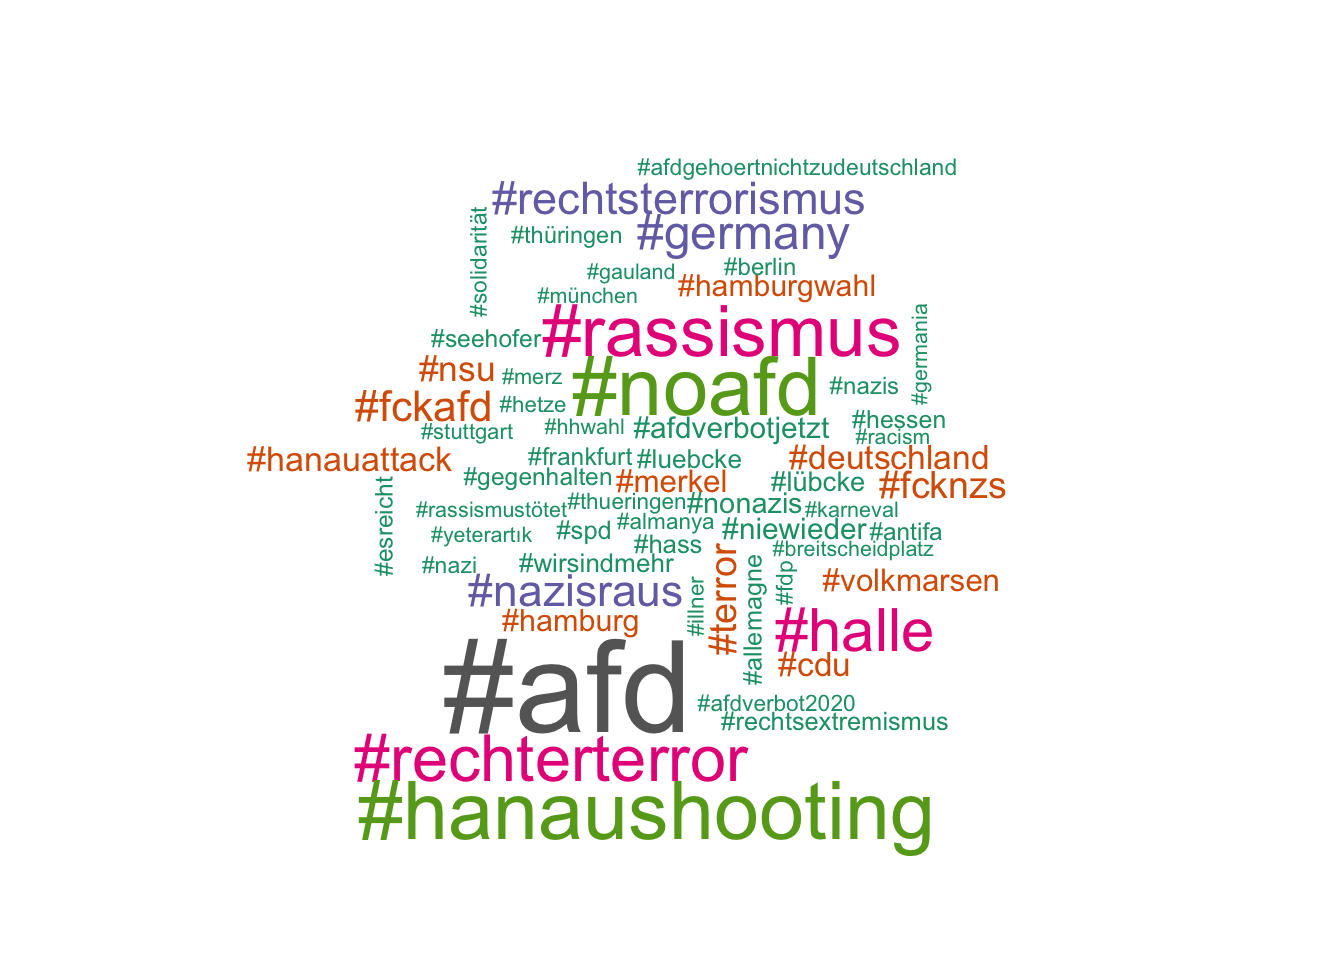 #afdgehoertnichtzudeutschland
#rechtsterrorismus
#solidarität
#thüringen
#germany
#gauland
#berlin
#hamburgwahl
#münchen
#rassismus
#germania
#seehofer
#nsu
#merz
#noafd
#nazis
#fckafd
#hetze
#hessen
#stuttgart
#hhwahl
#afdverbotjetzt
#racism
#hanauattack
#frankfurt
#luebcke
#deutschland
#gegenhalten
#merkel
#lübcke
#fcknzs
#esreicht
#rassismustötet
#thueringen
#nonazis
#karneval
#yeterartık
#spd
#almanya
#niewieder
#antifa
#hass
#breitscheidplatz
#nazi
#wirsindmehr
#terror
#allemagne
#fdp
#volkmarsen
#nazisraus
#illner
#hamburg
#halle
#afd
#cdu
#afdverbot2020
#rechtsextremismus
#rechterterror
#hanaushooting